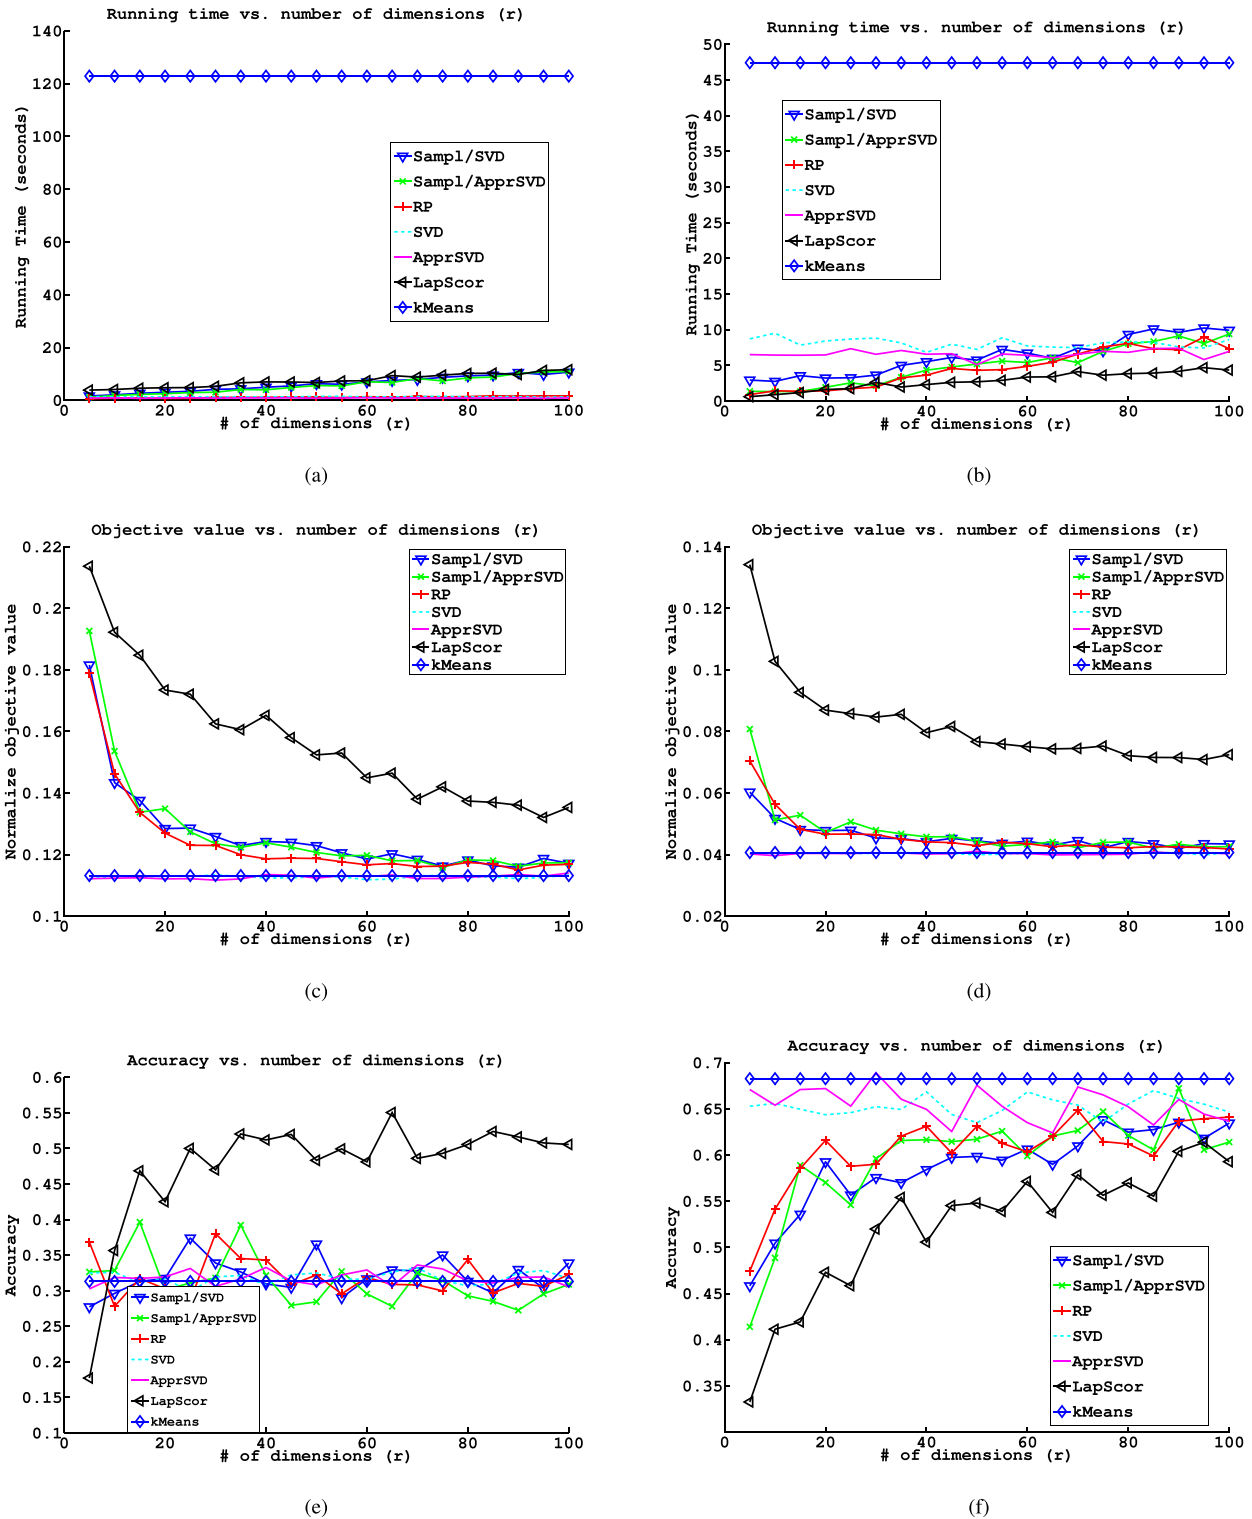 Running time vs. number of dimensions (r)
140
120
100
80
60
40
20
0
Running Time (seconds)
Sampl/SVD
Sampl/ApprSVD
RP
SVD
ApprSVD
LapScor
kMeans
0 20 40 60 80 100
# of dimensions (r)
(a)
Running time vs. number of dimensions (r)
50
45
40
35
30
25
20
15
10
5
0
Running Time (seconds)
Sampl/SVD
Sampl/ApprSVD
RP
SVD
ApprSVD
LapScor
kMeans
0 20 40 60 80 100
# of dimensions (r)
(b)
Objective value vs. number of dimensions (r)
0.22
0.2
0.18
0.16
0.14
0.12
0.1
Normalize objective value
Sampl/SVD
Sampl/ApprSVD
RP
SVD
ApprSVD
LapScor
kMeans
0 20 40 60 80 100
# of dimensions (r)
(c)
Objective value vs. number of dimensions (r)
0.14
0.12
0.1
0.08
0.06
0.04
0.02
Normalize objective value
Sampl/SVD
Sampl/ApprSVD
RP
SVD
ApprSVD
LapScor
kMeans
0 20 40 60 80 100
# of dimensions (r)
(d)
Accuracy vs. number of dimensions (r)
0.6
0.55
0.5
0.45
0.4
0.35
0.3
0.25
0.2
0.15
0.1
Accuracy
Sampl/SVD
Sampl/ApprSVD
RP
SVD
ApprSVD
LapScor
kMeans
0 20 40 60 80 100
# of dimensions (r)
(e)
Accuracy vs. number of dimensions (r)
0.7
0.65
0.6
0.55
0.5
0.45
0.4
0.35
Accuracy
Sampl/SVD
Sampl/ApprSVD
RP
SVD
ApprSVD
LapScor
kMeans
0 20 40 60 80 100
# of dimensions (r)
(f)